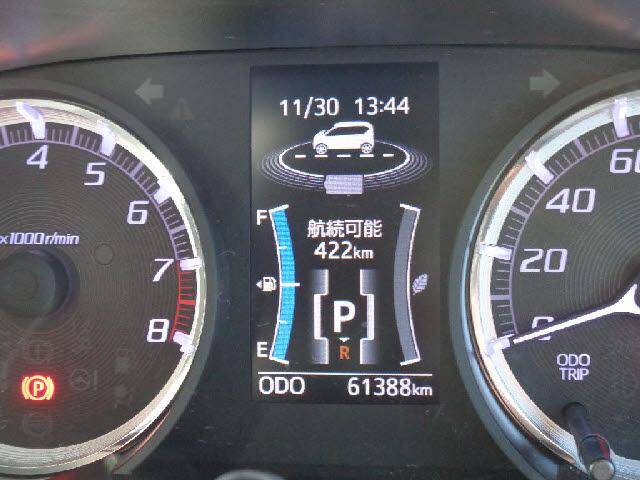 11/30 13:44
F
航続可能
422km
P
R
E
ODO 61388km
4
5
6
×1000r/min
7
8
P
60
40
20
0
ODO
TRIP